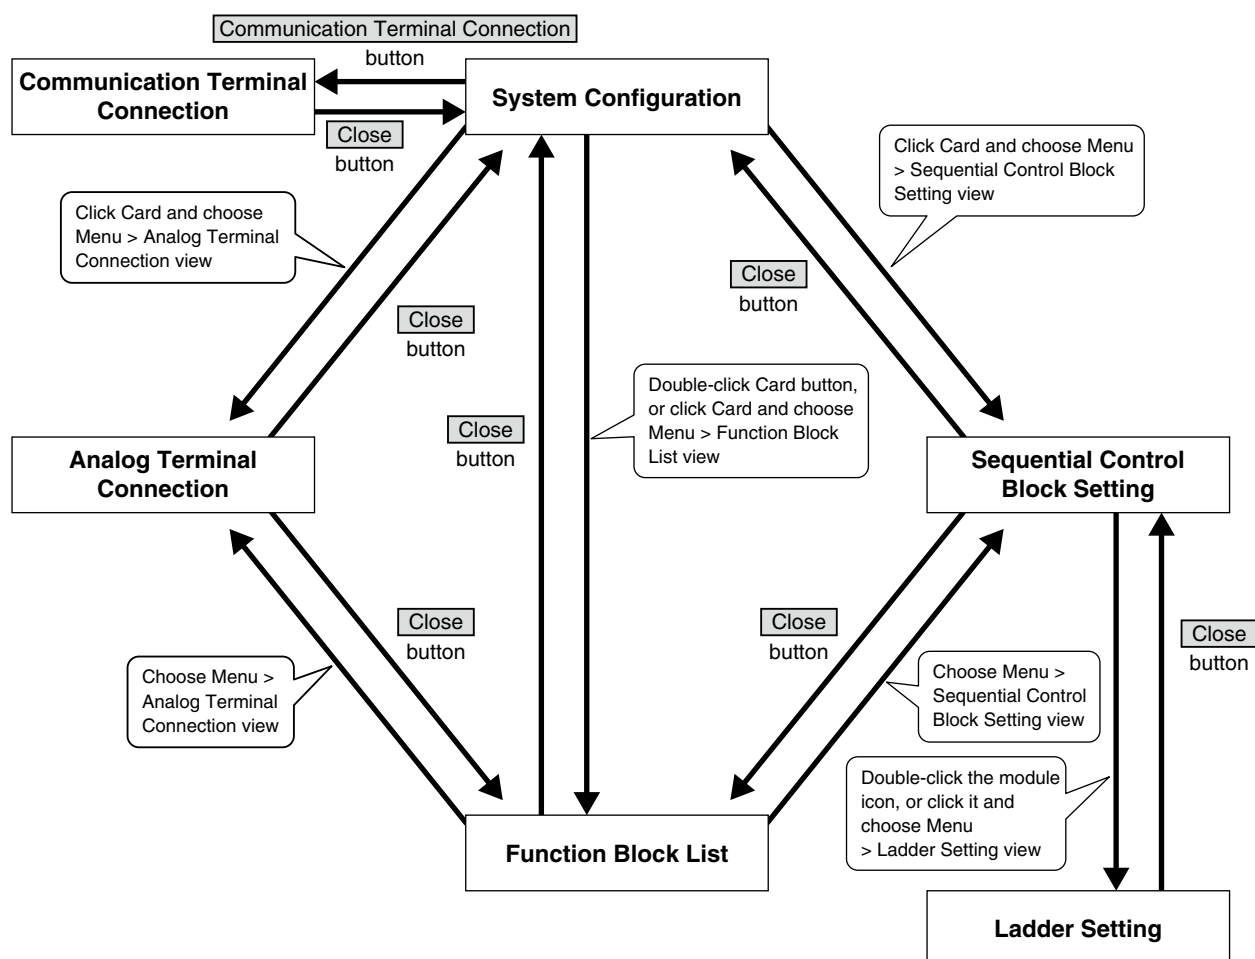 Communication Terminal Connection
button
Communication Terminal
Connection
System Configuration
Close
button
Click Card and choose Menu
> Sequential Control Block
Setting view
Click Card and choose
Menu > Analog Terminal
Connection view
Close
button
Close
button
Double-click Card button,
or click Card and choose
Menu > Function Block
List view
Close
button
Analog Terminal
Connection
Sequential Control
Block Setting
Close
button
Close
button
Close
button
Choose Menu >
Analog Terminal
Connection view
Choose Menu >
Sequential Control
Block Setting view
Double-click the module
icon, or click it and
choose Menu
> Ladder Setting view
Function Block List
Ladder Setting